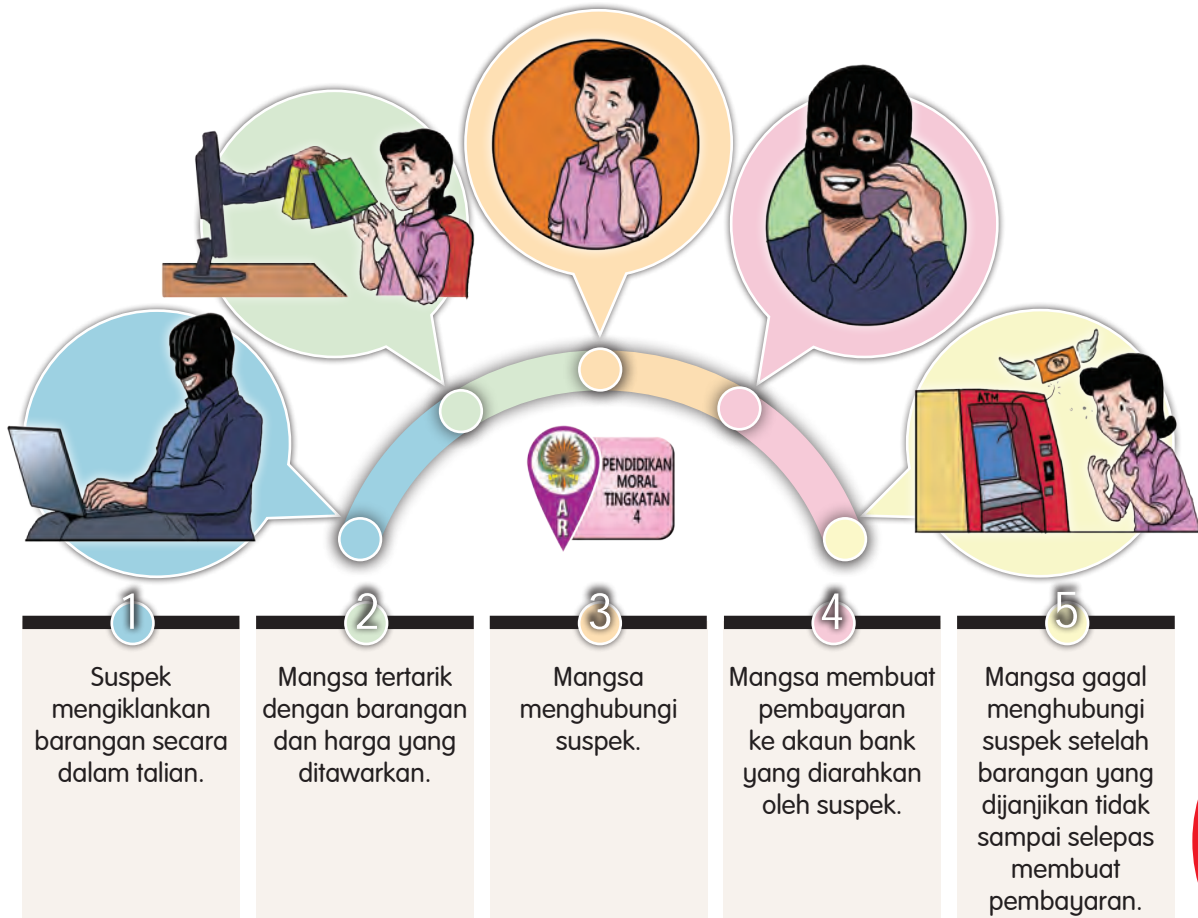 RM
ATM
PENDIDIKAN
MORAL
TINGKATAN
4
A
R
1
Suspek
mengiklankan
barangan secara
dalam talian.
2
Mangsa tertarik
dengan barangan
dan harga yang
ditawarkan.
3
Mangsa
menghubungi
suspek.
4
Mangsa membuat
pembayaran
ke akaun bank
yang diarahkan
oleh suspek.
5
Mangsa gagal
menghubungi
suspek setelah
barangan yang
dijanjikan tidak
sampai selepas
membuat
pembayaran.